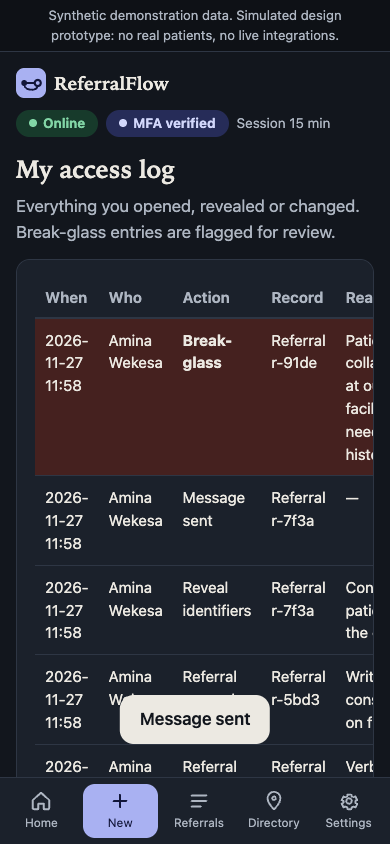 Synthetic demonstration data. Simulated design
prototype: no real patients, no live integrations.
ReferralFlow
Online
MFA verified
Session 15 min
My access log
Everything you opened, revealed or changed.
Break-glass entries are flagged for review.
When Who Action Record
2026-11-27 11:58 Amina Wekesa Break-glass Referral r-91de
at
2026-11-27 11:58 Amina Wekesa Message sent Referral r-7f3a —
2026-11-27 11:58 Amina Wekesa Reveal identifiers Referral r-7f3a
the
2026-11-27 11:58 Amina Referral Referral r-5bd3
on
2026- Amina Referral Referral
Message sent
Home
New
Referrals
Directory
Settings